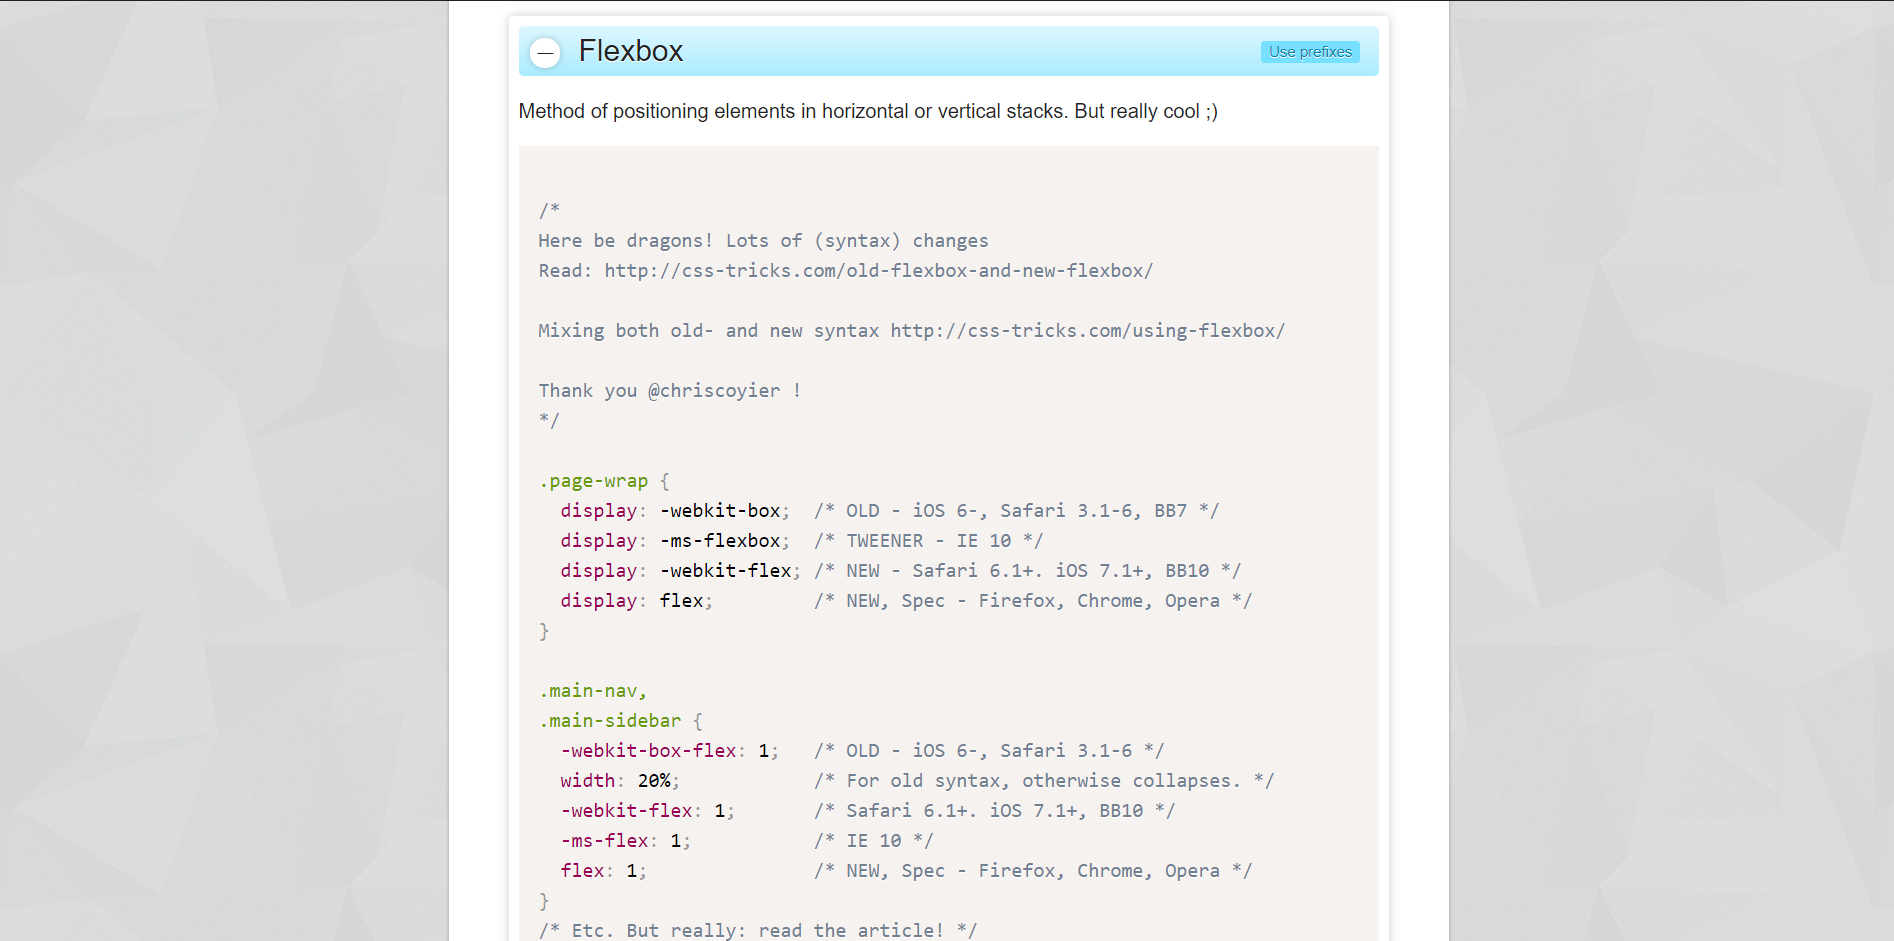 Flexbox
Use prefixes
Method of positioning elements in horizontal or vertical stacks. But really cool ;)
/*
Here be dragons! Lots of (syntax) changes
Read: http://css-tricks.com/old-flexbox-and-new-flexbox/
Mixing both old- and new syntax http://css-tricks.com/using-flexbox/
Thank you @chriscoyier !
*/
.page-wrap {
  display: -webkit-box;  /* OLD - iOS 6-, Safari 3.1-6, BB7 */
  display: -ms-flexbox;  /* TWEENER - IE 10 */
  display: -webkit-flex; /* NEW - Safari 6.1+. iOS 7.1+, BB10 */
  display: flex;         /* NEW, Spec - Firefox, Chrome, Opera */
}
.main-nav,
.main-sidebar {
  -webkit-box-flex: 1;   /* OLD - iOS 6-, Safari 3.1-6 */
  width: 20%;            /* For old syntax, otherwise collapses. */
  -webkit-flex: 1;       /* Safari 6.1+. iOS 7.1+, BB10 */
  -ms-flex: 1;           /* IE 10 */
  flex: 1;               /* NEW, Spec - Firefox, Chrome, Opera */
}
/* Etc. But really: read the article! */